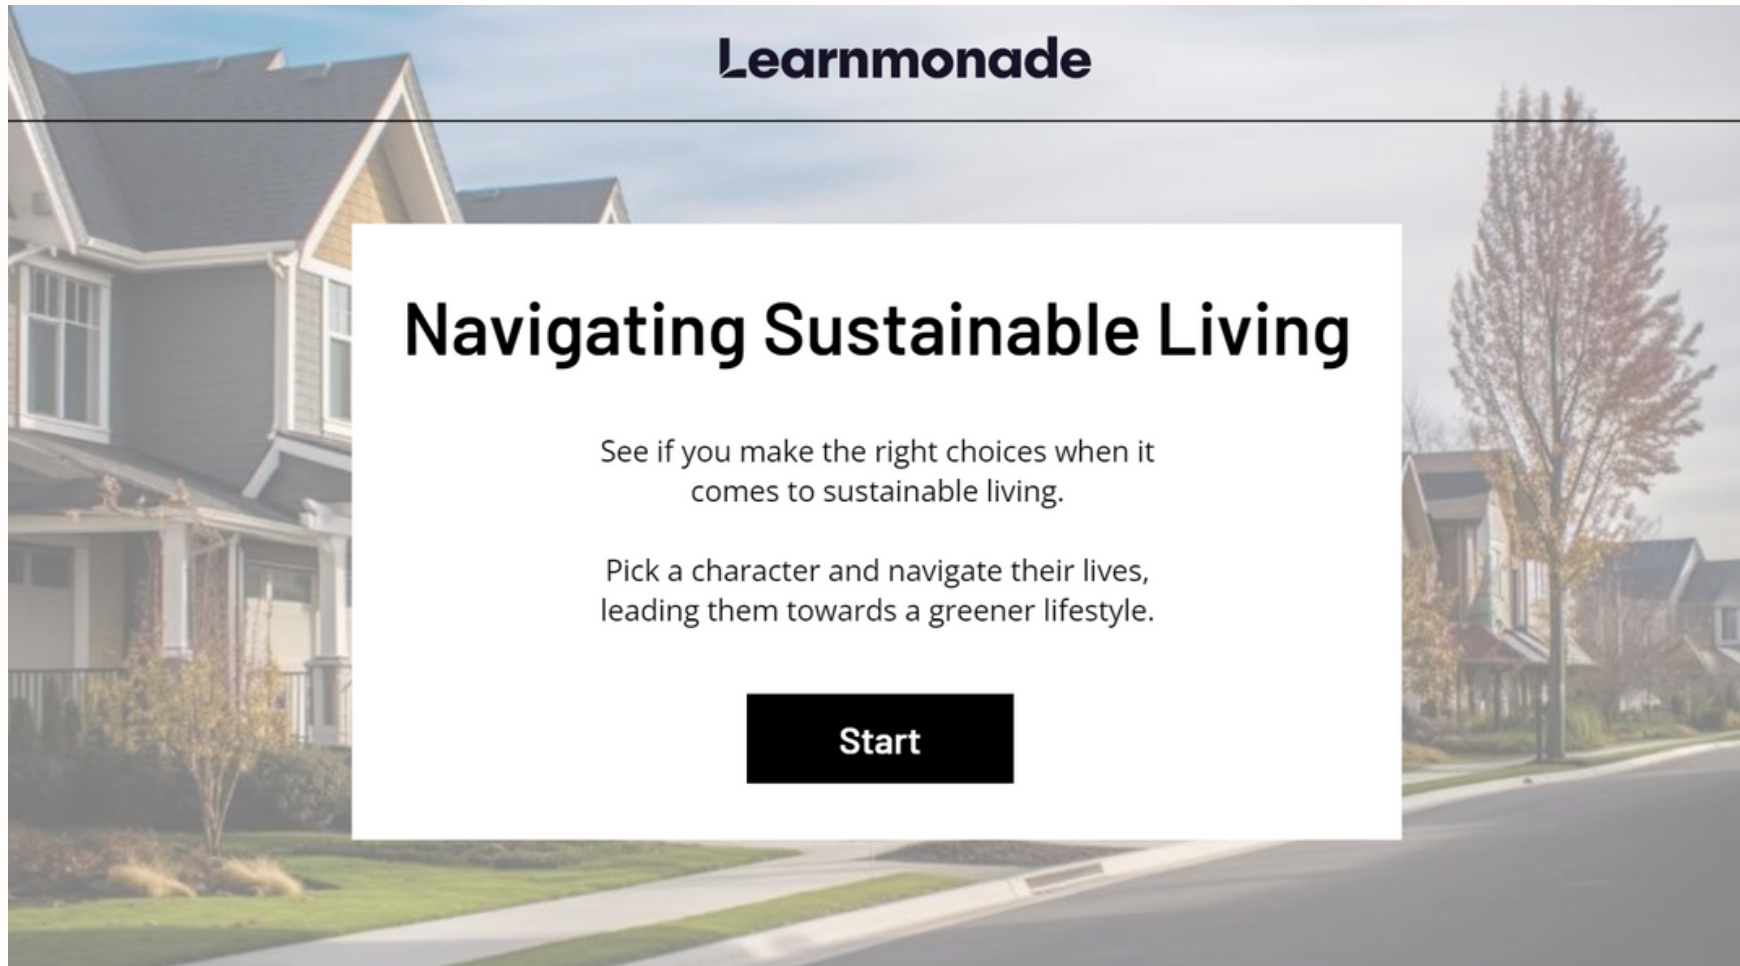 Learnmonade
Navigating Sustainable Living
See if you make the right choices when it
comes to sustainable living.
Pick a character and navigate their lives,
leading them towards a greener lifestyle.
Start